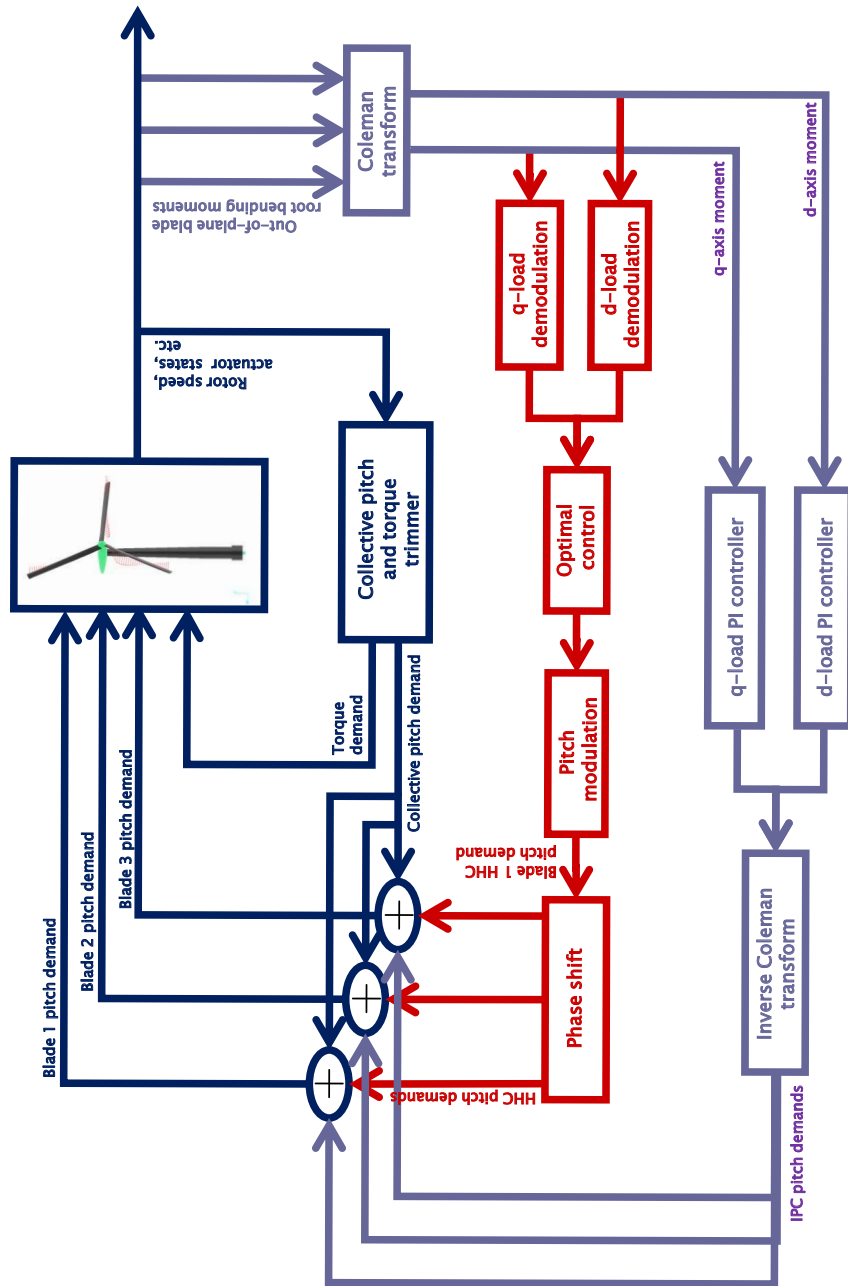 Blade 1 pitch demand
Blade 2 pitch demand
Blade 3 pitch demand
Torque
demand
Collective pitch demand
Collective pitch
and torque
trimmer
Rotor speed,
actuator states,
etc.
Out-of-plane blade
root bending moments
Coleman
transform
HHC pitch demands
Phase shift
Blade 1 HHC
pitch demand
Pitch
modulation
Optimal
control
q-load
demodulation
d-load
demodulation
q-axis moment
d-axis moment
q-load PI controller
d-load PI controller
Inverse Coleman
transform
IPC pitch demands